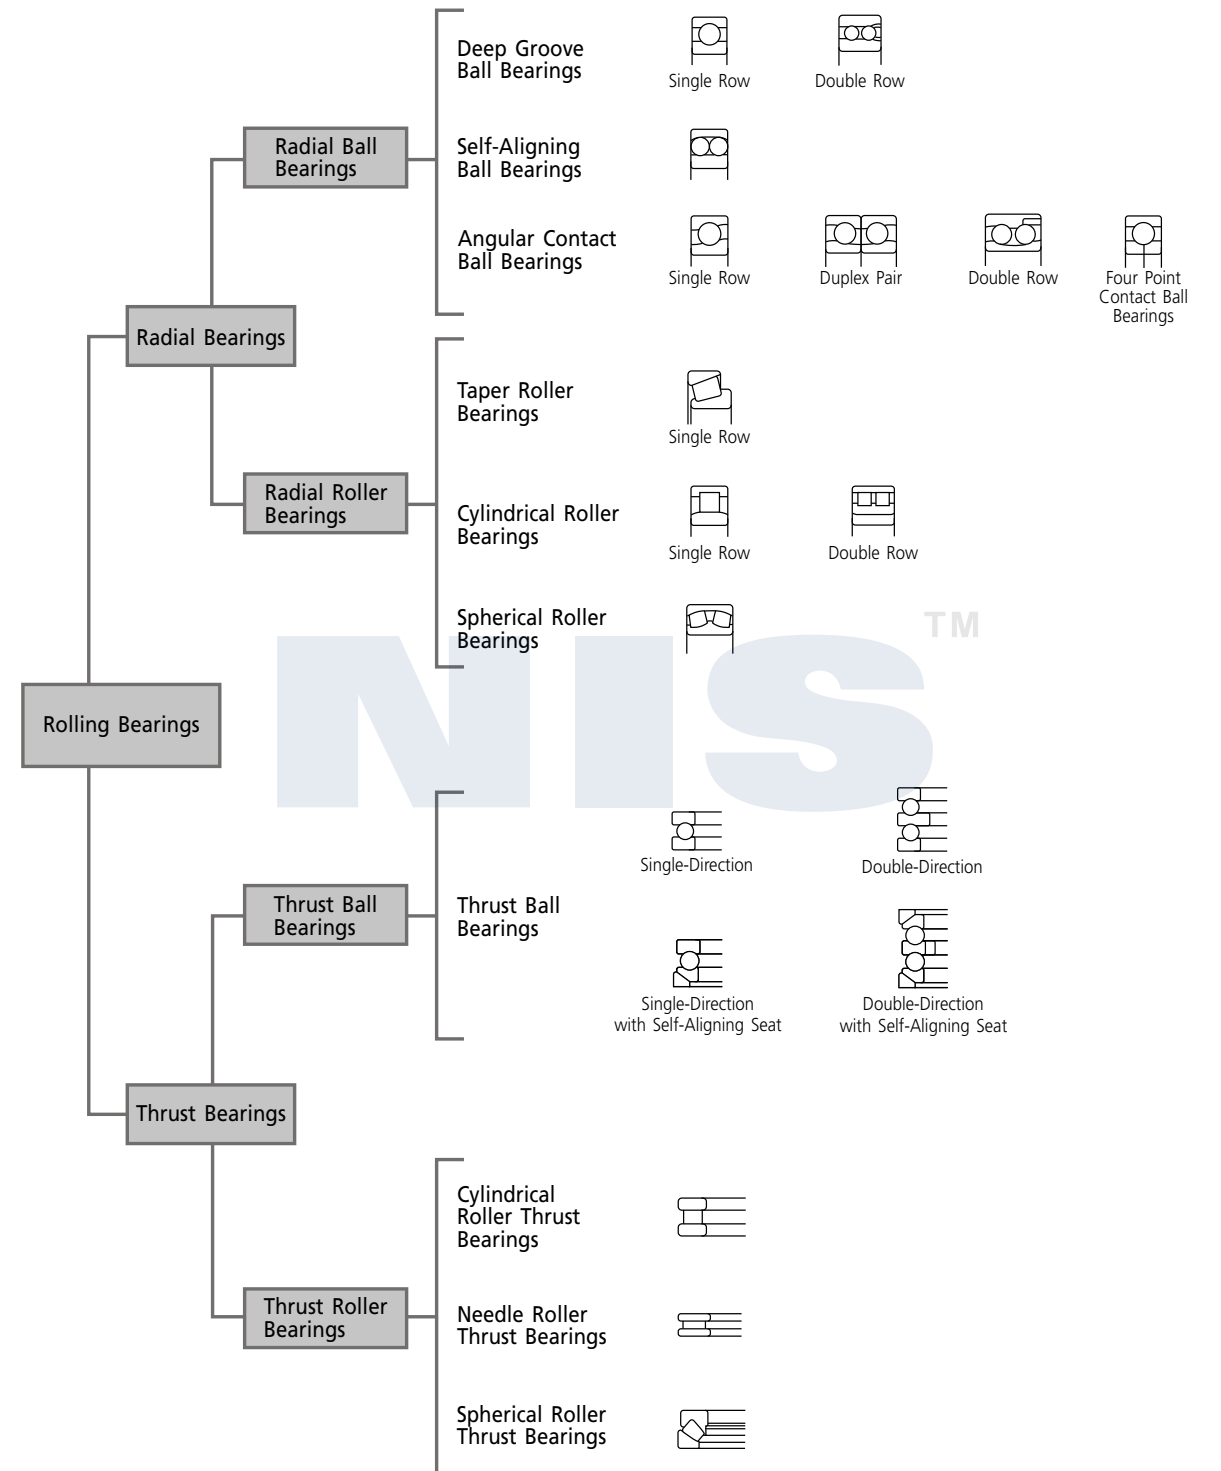 Deep Groove
Ball Bearings
Single Row
Double Row
Radial Ball
Bearings
Self-Aligning
Ball Bearings
Angular Contact
Ball Bearings
Single Row
Duplex Pair
Double Row
Four Point
Contact Ball
Bearings
Radial Bearings
Taper Roller
Bearings
Single Row
Radial Roller
Bearings
Cylindrical Roller
Bearings
Single Row
Double Row
Spherical Roller
Bearings
NIS TM
Rolling Bearings
Single-Direction
Double-Direction
Thrust Ball
Bearings
Thrust Ball
Bearings
Single-Direction
with Self-Aligning Seat
Double-Direction
with Self-Aligning Seat
Thrust Bearings
Cylindrical
Roller Thrust
Bearings
Thrust Roller
Bearings
Needle Roller
Thrust Bearings
Spherical Roller
Thrust Bearings